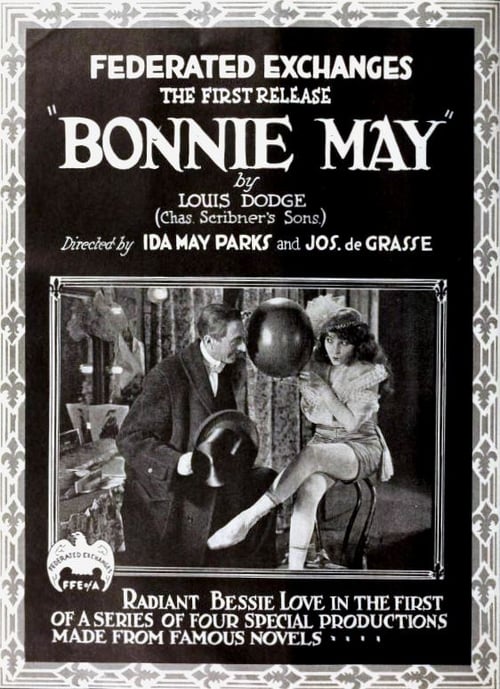 FEDERATED EXCHANGES
THE FIRST RELEASE
"BONNIE MAY"
by
LOUIS DODGE
(Chas. Scribner's Sons.)
Directed by IDA MAY PARKS and JOS. de GRASSE
FEDERATED EXCHANGES
FFE of A
RADIANT BESSIE LOVE IN THE FIRST
OF A SERIES OF FOUR SPECIAL PRODUCTIONS
MADE FROM FAMOUS NOVELS ....